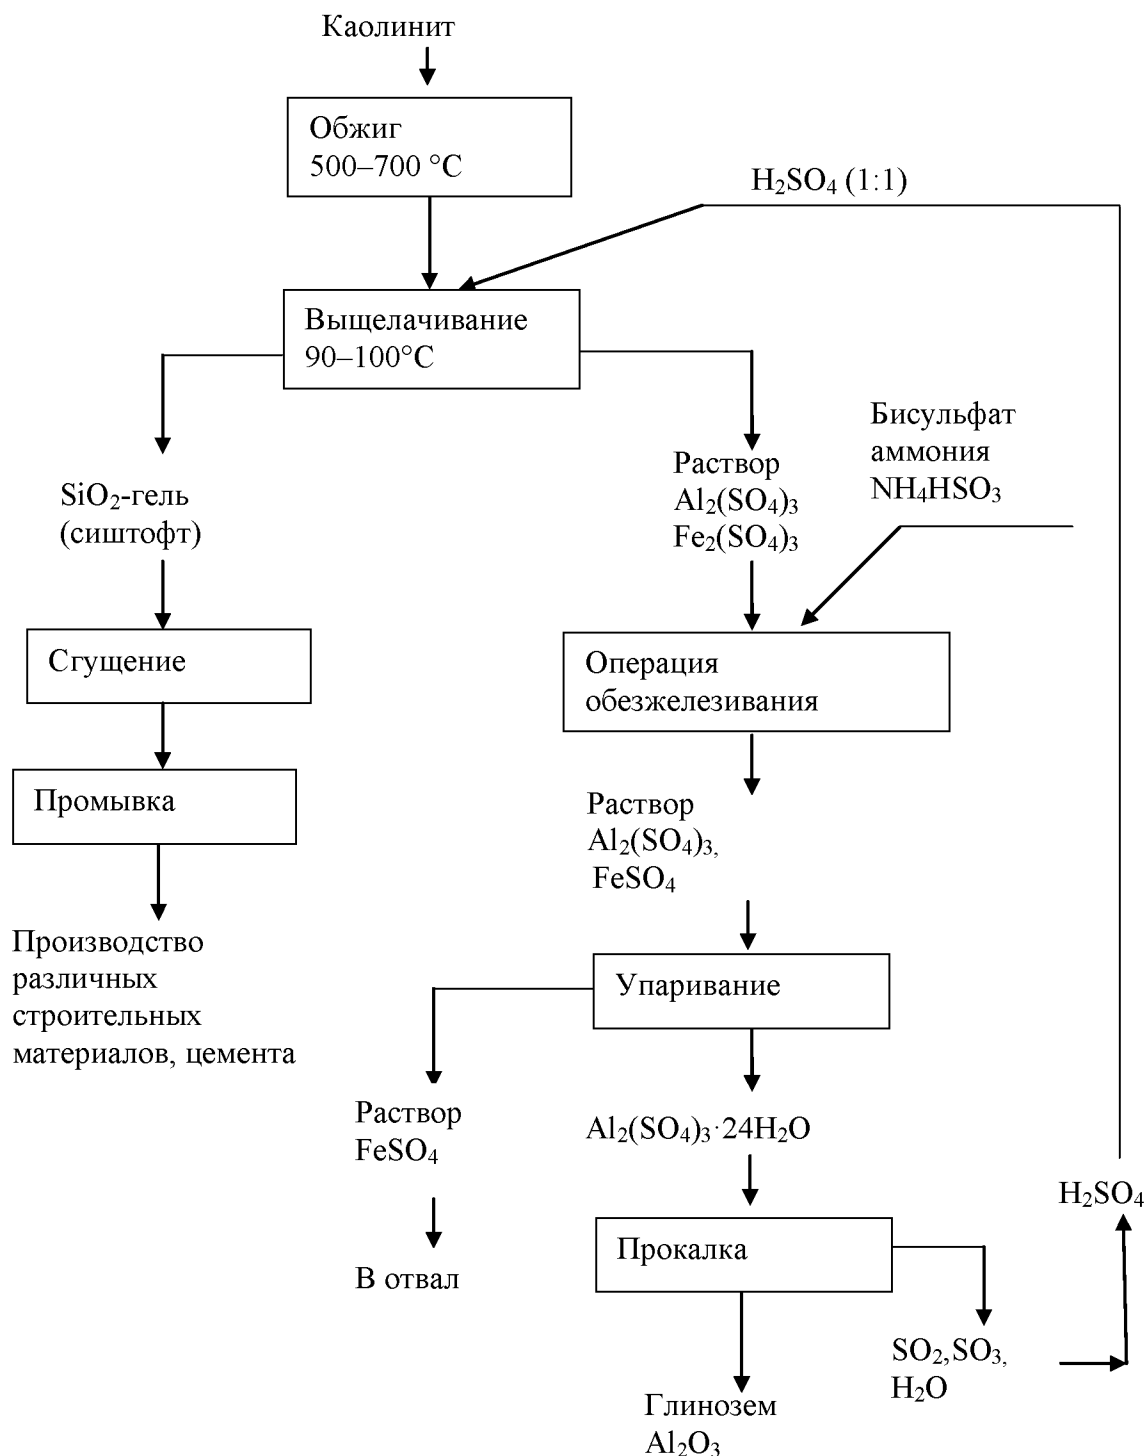 Каолинит
Обжиг
500–700 °С
H₂SO₄ (1:1)
Выщелачивание
90–100°С
Бисульфат
аммония
NH₄HSO₃
SiO₂-гель
(сиштофт)
Раствор
Al₂(SO₄)₃
Fe₂(SO₄)₃
Сгущение
Операция
обезжелезивания
Промывка
Раствор
Al₂(SO₄)₃,
FeSO₄
Производство
различных
строительных
материалов, цемента
Упаривание
Раствор
FeSO₄
Al₂(SO₄)₃·24H₂O
H₂SO₄
Прокалка
В отвал
SO₂,SO₃,
H₂O
Глинозем
Al₂O₃